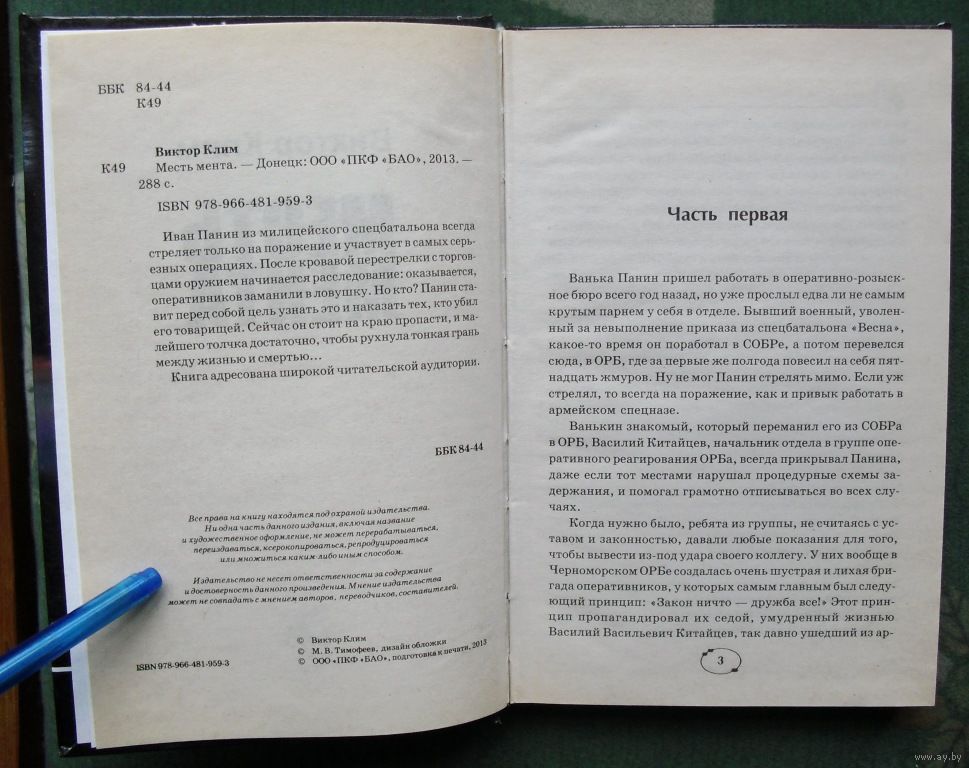 ББК 84-44
К49
Виктор Клим
К49 Месть мента. — Донецк: ООО «ПКФ «БАО», 2013. —
288 с.
ISBN 978-966-481-959-3
Иван Панин из милицейского спецбатальона всегда
стреляет только на поражение и участвует в самых серь-
езных операциях. После кровавой перестрелки с торгов-
цами оружием начинается расследование: оказывается,
оперативников заманили в ловушку. Но кто? Панин ста-
вит перед собой цель узнать это и наказать тех, кто убил
его товарищей. Сейчас он стоит на краю пропасти, и ма-
лейшего толчка достаточно, чтобы рухнула тонкая грань
между жизнью и смертью...
Книга адресована широкой читательской аудитории.
ББК 84-44
Все права на книгу находятся под охраной издательства.
Ни одна часть данного издания, включая название
и художественное оформление, не может перерабатываться,
переиздаваться, ксерокопироваться, репродуцироваться
или множиться каким-либо иным способом.
Издательство не несет ответственности за содержание
и достоверность данного произведения. Мнение издательства
может не совпадать с мнением авторов, переводчиков, составителей.
© Виктор Клим
© М. В. Тимофеев, дизайн обложки
ISBN 978-966-481-959-3 © ООО «ПКФ «БАО», подготовка к печати, 2013
Часть первая
Ванька Панин пришел работать в оперативно-розыск-
ное бюро всего год назад, но уже прослыл едва ли не самым
крутым парнем у себя в отделе. Бывший военный, уволен-
ный за невыполнение приказа из спецбатальона «Весна»,
какое-то время он поработал в СОБРе, а потом перевелся
сюда, в ОРБ, где за первые же полгода повесил на себя пят-
надцать жмуров. Ну не мог Панин стрелять мимо. Если уж
стрелял, то всегда на поражение, как и привык работать в
армейском спецназе.
Ванькин знакомый, который переманил его из СОБРа
в ОРБ, Василий Китайцев, начальник отдела в группе опе-
ративного реагирования ОРБа, всегда прикрывал Панина,
даже если тот местами нарушал процедурные схемы за-
держания, и помогал грамотно отписываться во всех слу-
чаях.
Когда нужно было, ребята из группы, не считаясь с ус-
тавом и законностью, давали любые показания для того,
чтобы вывести из-под удара своего коллегу. У них вообще в
Черноморском ОРБе создалась очень шустрая и лихая бри-
гада оперативников, у которых самым главным был следу-
ющий принцип: «Закон ничто — дружба все!» Этот прин-
цип пропагандировал их седой, умудренный жизнью
Василий Васильевич Китайцев, так давно ушедший из ар-
3
www.ay.by